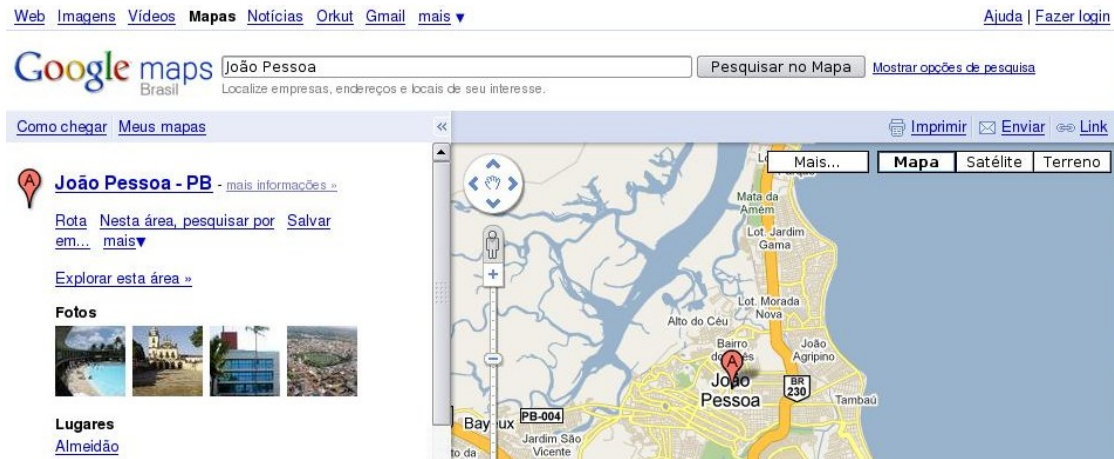 Web Imagens Vídeos Mapas Notícias Orkut Gmail mais ▼ Ajuda | Fazer login
Google maps João Pessoa Pesquisar no Mapa Mostrar opções de pesquisa
Brasil Localize empresas, endereços e locais de seu interesse.
Como chegar Meus mapas « Imprimir Enviar Link
Mais... Mapa Satélite Terreno
A João Pessoa - PB - mais informações »
Rota Nesta área, pesquisar por Salvar
em... mais▼
Explorar esta área »
Fotos
Lugares
Almeidão
Mata da
Amém
Lot. Jardim
Gama
Lot. Morada
Nova
Alto do Céu
Bairro
João
Agripino
A
João
Pessoa
BR
230
Tambaú
PB-004
Jardim São
Vicente